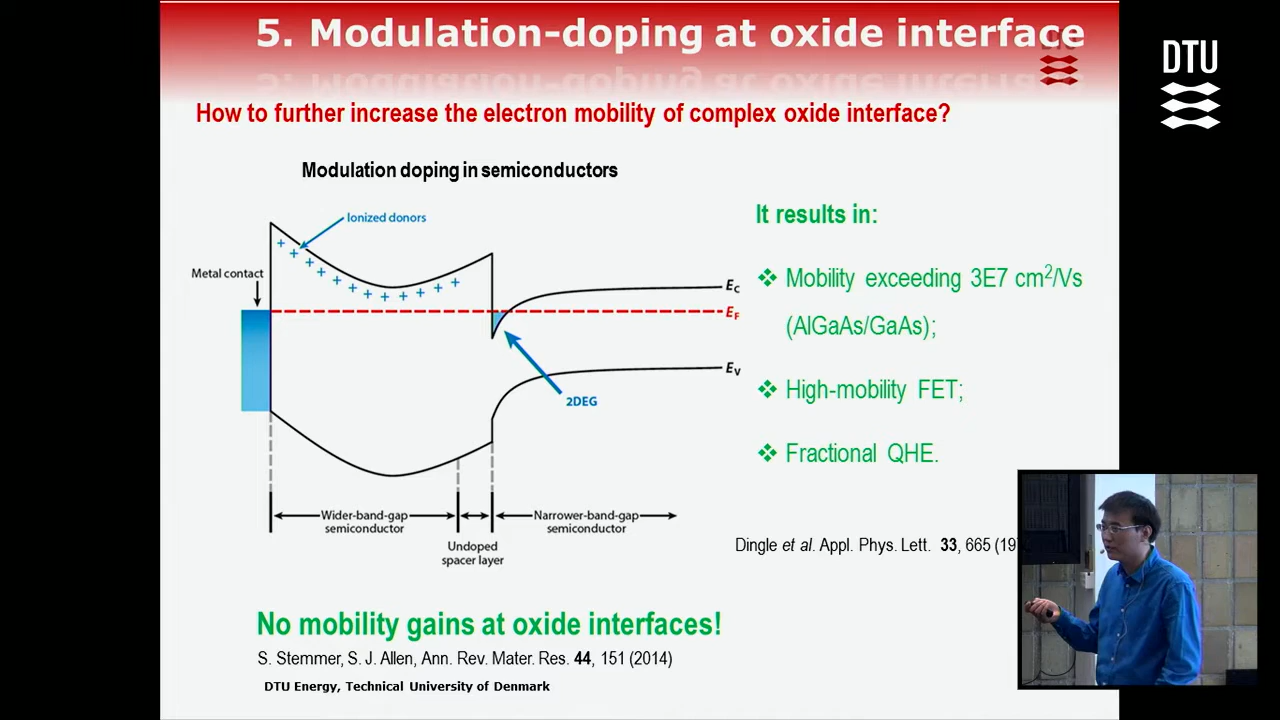 5. Modulation-doping at oxide interface
DTU
How to further increase the electron mobility of complex oxide interface?
Modulation doping in semiconductors
Ionized donors
Metal contact
E_C
E_F
E_V
2DEG
Wider-band-gap
semiconductor
Undoped
spacer layer
Narrower-band-gap
semiconductor
It results in:
❖ Mobility exceeding 3E7 cm²/Vs
(AlGaAs/GaAs);
❖ High-mobility FET;
❖ Fractional QHE.
Dingle et al. Appl. Phys. Lett. 33, 665
No mobility gains at oxide interfaces!
S. Stemmer, S. J. Allen, Ann. Rev. Mater. Res. 44, 151 (2014)
DTU Energy, Technical University of Denmark